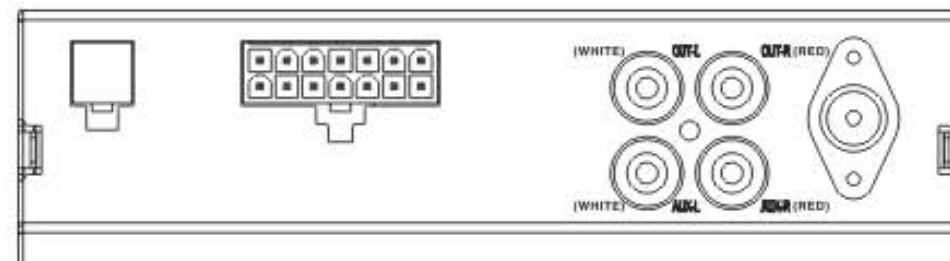 (WHITE) OUT-L OUT-R (RED)
(WHITE) AUX-L AUX-R (RED)